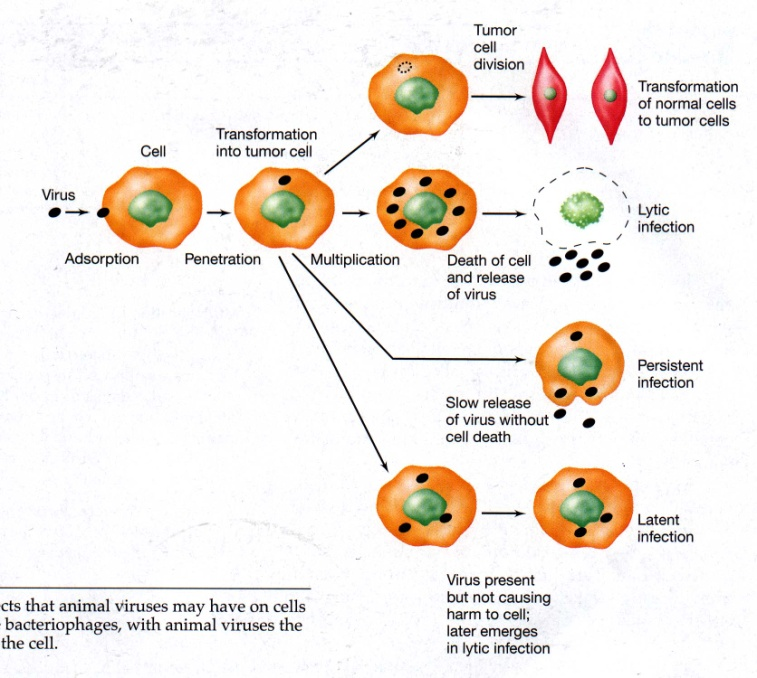 Tumor
cell
division
Transformation
of normal cells
to tumor cells
Transformation
into tumor cell
Cell
Virus
Adsorption
Penetration
Multiplication
Death of cell
and release
of virus
Lytic
infection
Persistent
infection
Slow release
of virus without
cell death
Latent
infection
Virus present
but not causing
harm to cell;
later emerges
in lytic infection
that animal viruses may have on cells
bacteriophages, with animal viruses the
the cell.